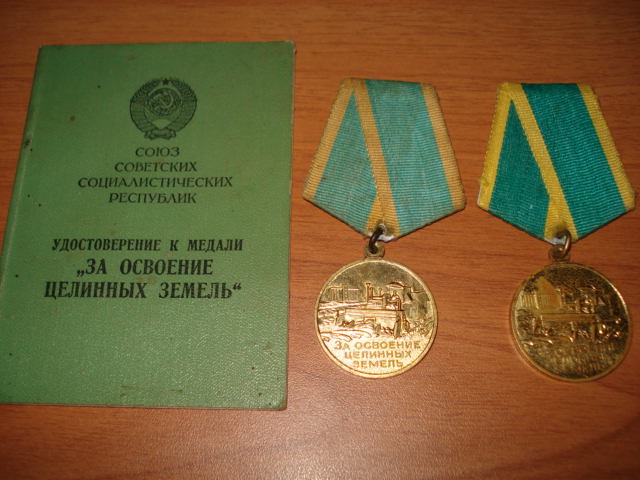 СОЮЗ
СОВЕТСКИХ
СОЦИАЛИСТИЧЕСКИХ
РЕСПУБЛИК
УДОСТОВЕРЕНИЕ К МЕДАЛИ
„ЗА ОСВОЕНИЕ
ЦЕЛИННЫХ ЗЕМЕЛЬ“
ЗА ОСВОЕНИЕ
ЦЕЛИННЫХ
ЗЕМЕЛЬ